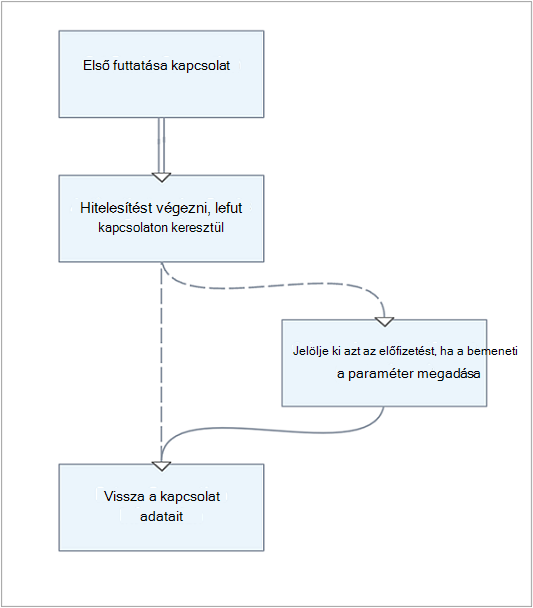 Első futtatása kapcsolat
Hitelesítést végezni, lefut
kapcsolaton keresztül
Jelölje ki azt az előfizetést, ha a bemeneti
a paraméter megadása
Vissza a kapcsolat
adatait